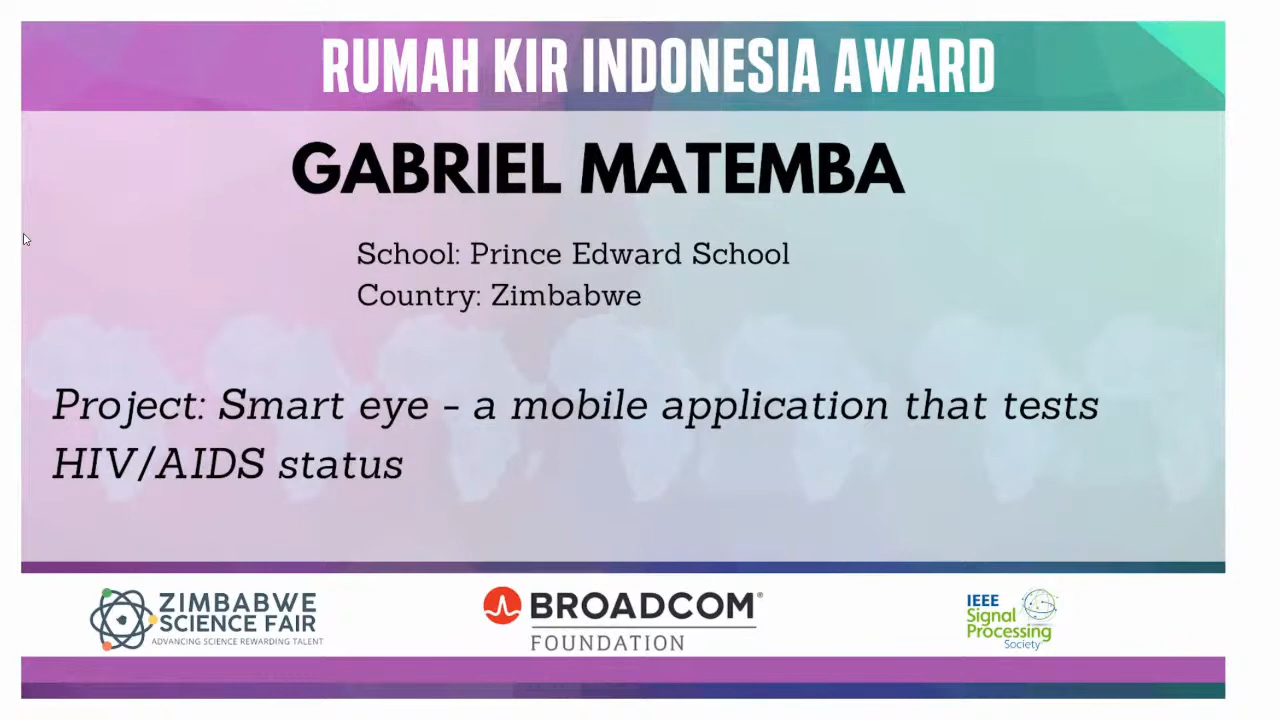 RUMAH KIR INDONESIA AWARD
GABRIEL MATEMBA
School: Prince Edward School
Country: Zimbabwe
Project: Smart eye - a mobile application that tests
HIV/AIDS status
ZIMBABWE
SCIENCE FAIR
ADVANCING SCIENCE REWARDING TALENT
BROADCOM®
FOUNDATION
IEEE
Signal
Processing
Society